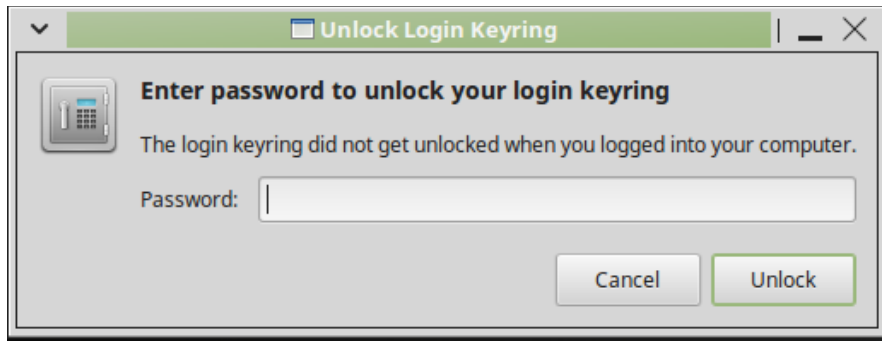 Unlock Login Keyring
Enter password to unlock your login keyring
The login keyring did not get unlocked when you logged into your computer.
Password:
Cancel Unlock